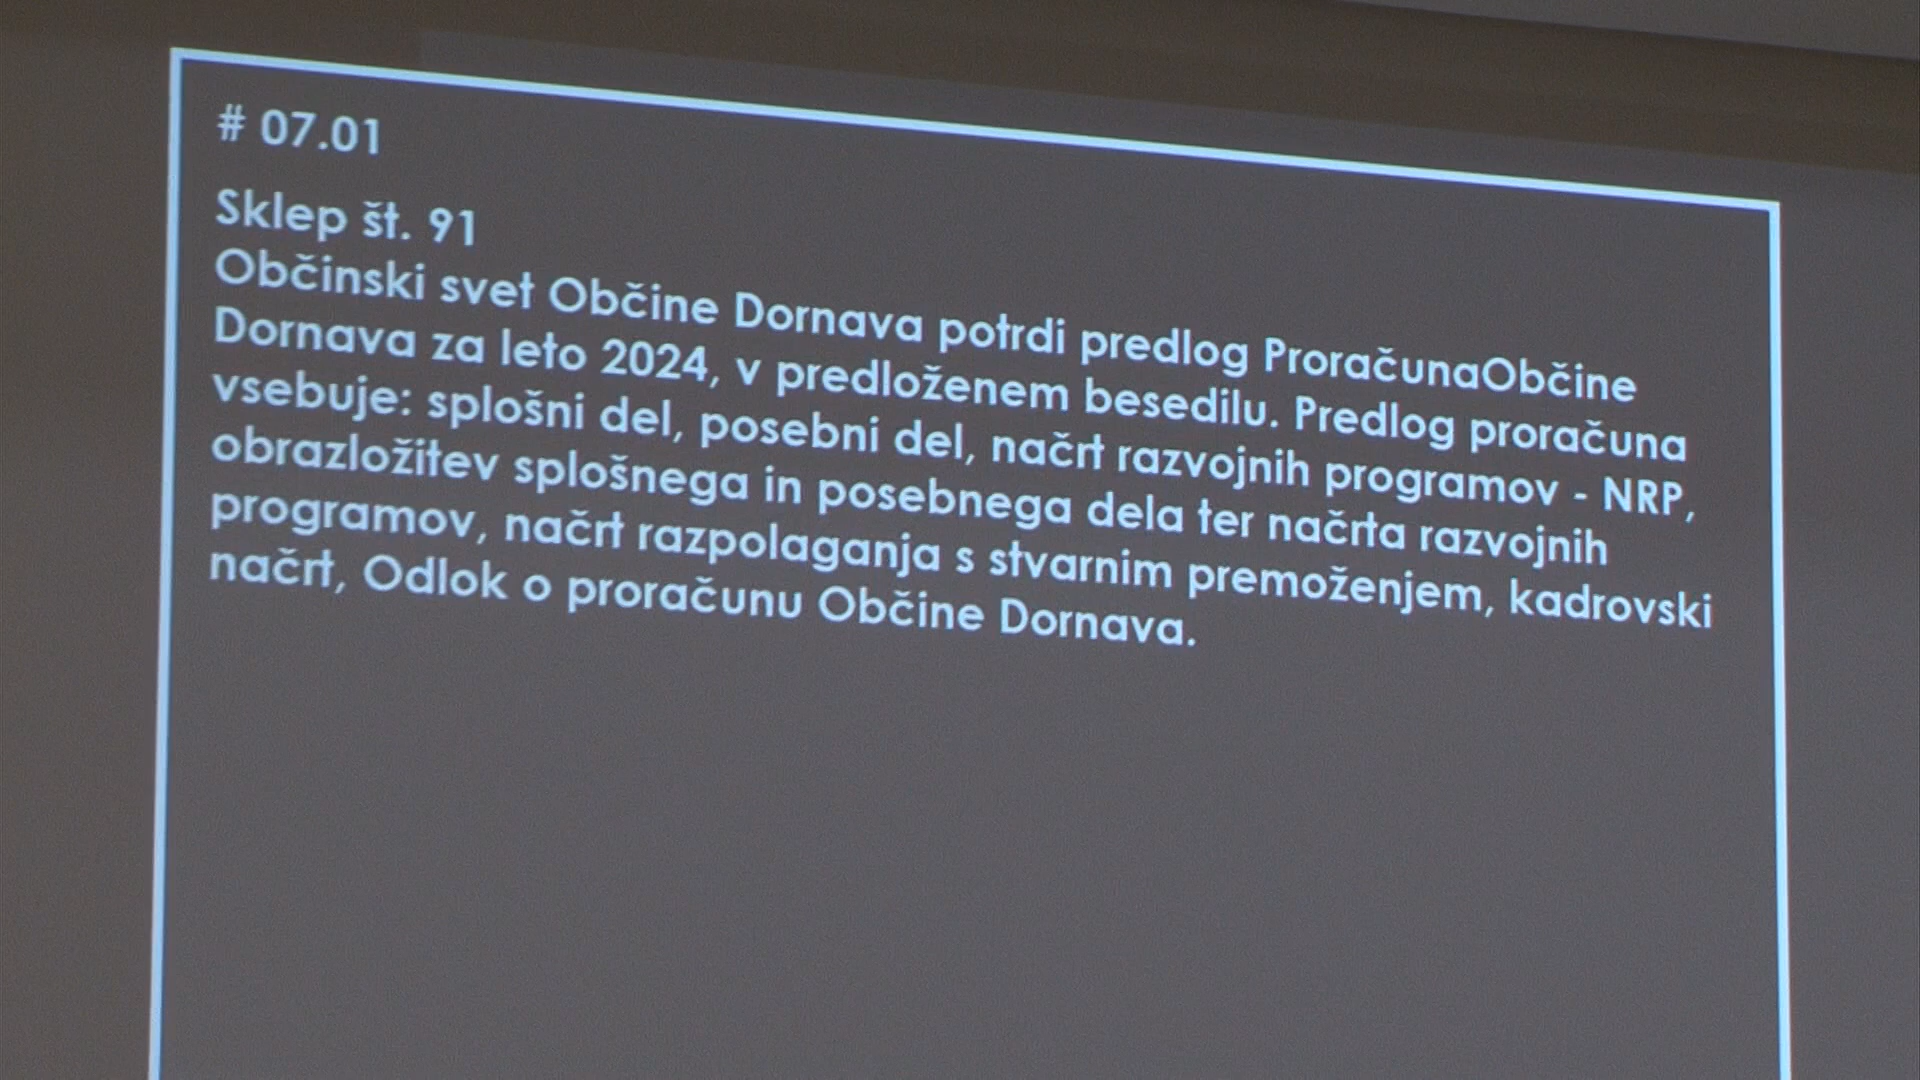 # 07.01
Sklep št. 91
Občinski svet Občine Dornava potrdi predlog ProračunaObčine
Dornava za leto 2024, v predloženem besedilu. Predlog proračuna
vsebuje: splošni del, posebni del, načrt razvojnih programov - NRP,
obrazložitev splošnega in posebnega dela ter načrta razvojnih
programov, načrt razpolaganja s stvarnim premoženjem, kadrovski
načrt, Odlok o proračunu Občine Dornava.